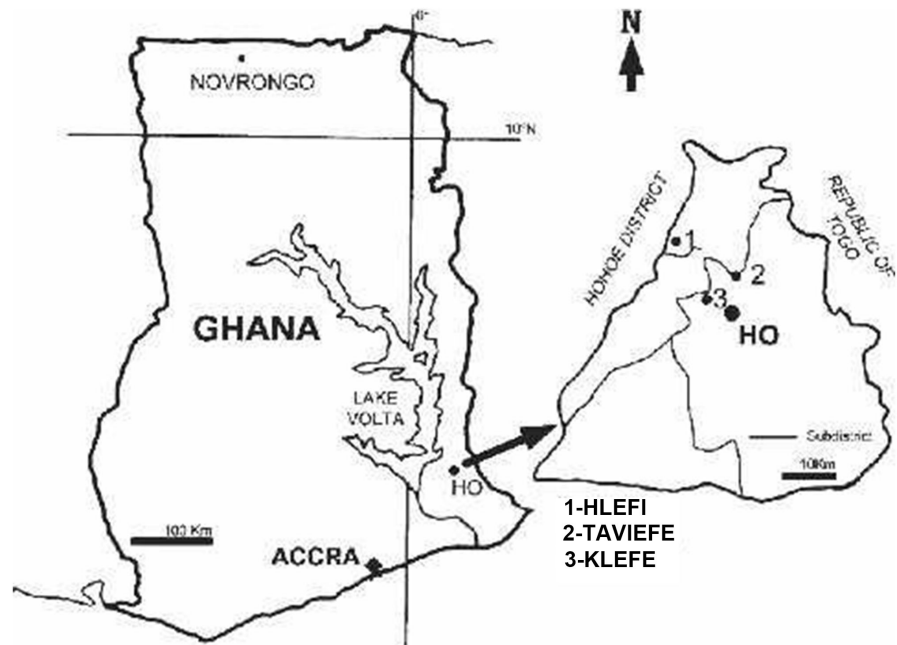 0°
N
NOVRONGO
10°N
HOHOE DISTRICT
REPUBLIC OF
TOGO
1
2
3
HO
GHANA
LAKE
VOLTA
HO
Subdistrict
10Km
100 Km
ACCRA
1-HLEFI
2-TAVIEFE
3-KLEFE